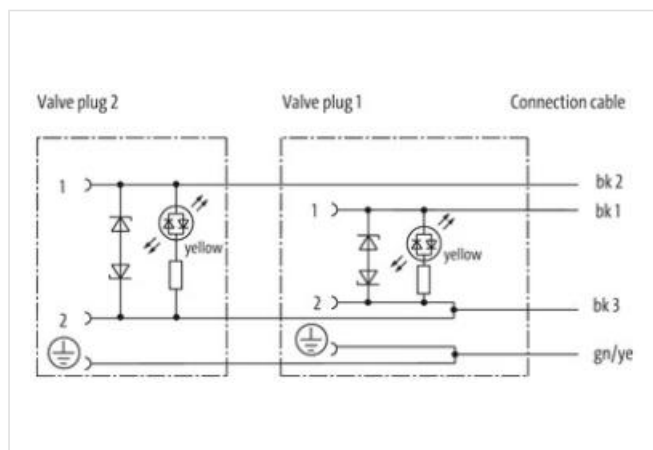 Valve plug 2 Valve plug 1 Connection cable
1 bk 2
1 bk 1
yellow yellow
2
2 bk 3
gn/ye